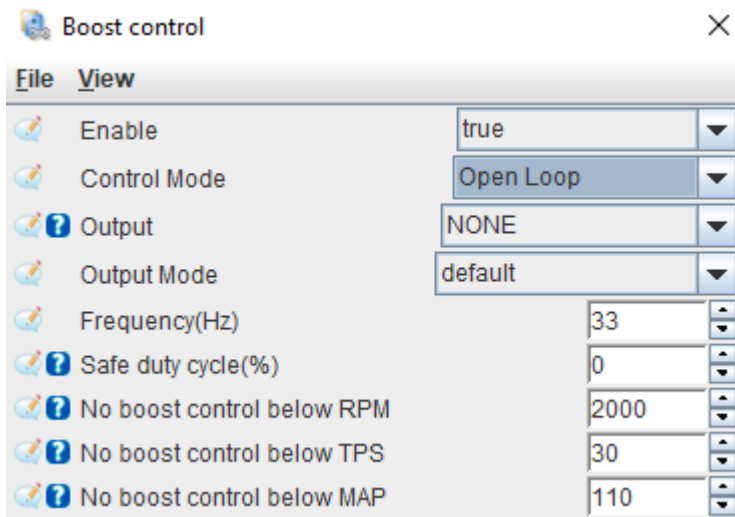 Boost control
File View
Enable true
Control Mode Open Loop
? Output NONE
Output Mode default
Frequency(Hz) 33
? Safe duty cycle(%) 0
? No boost control below RPM 2000
? No boost control below TPS 30
? No boost control below MAP 110